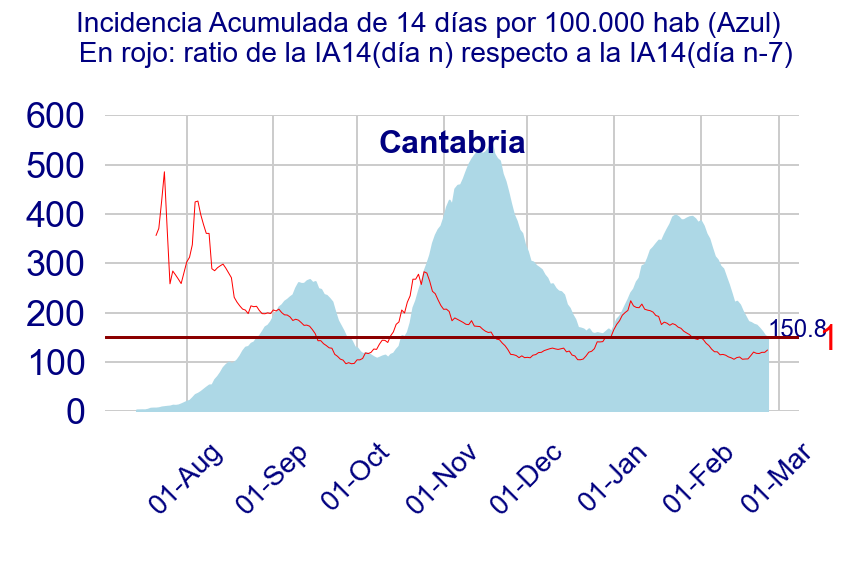 Incidencia Acumulada de 14 días por 100.000 hab (Azul)
En rojo: ratio de la IA14(día n) respecto a la IA14(día n-7)
600
Cantabria
500
400
300
200
150.8
1
100
0
01-Aug
01-Sep
01-Oct
01-Nov
01-Dec
01-Jan
01-Feb
01-Mar